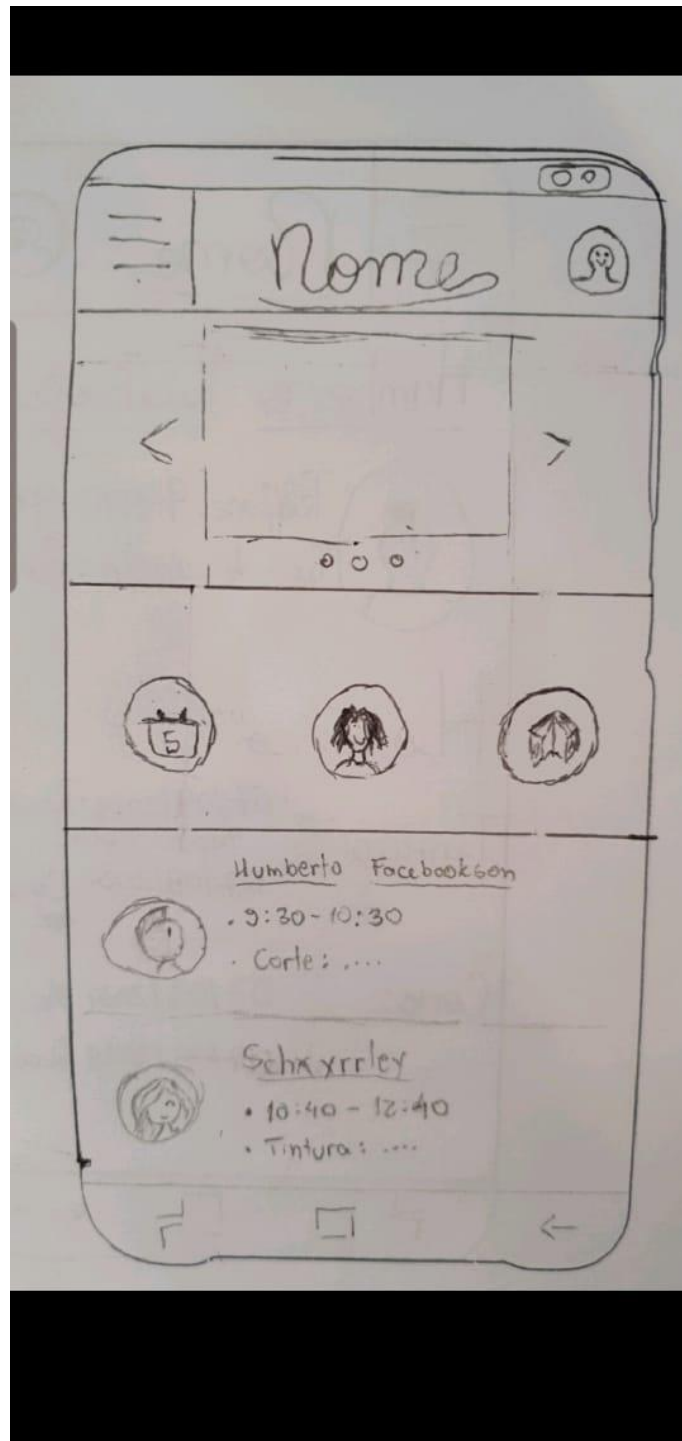 Nome
5
Humberto Facebookson
• 9:30-10:30
• Corte: ....
Schxyrrley
• 10:40 - 12:40
• Tintura: ....